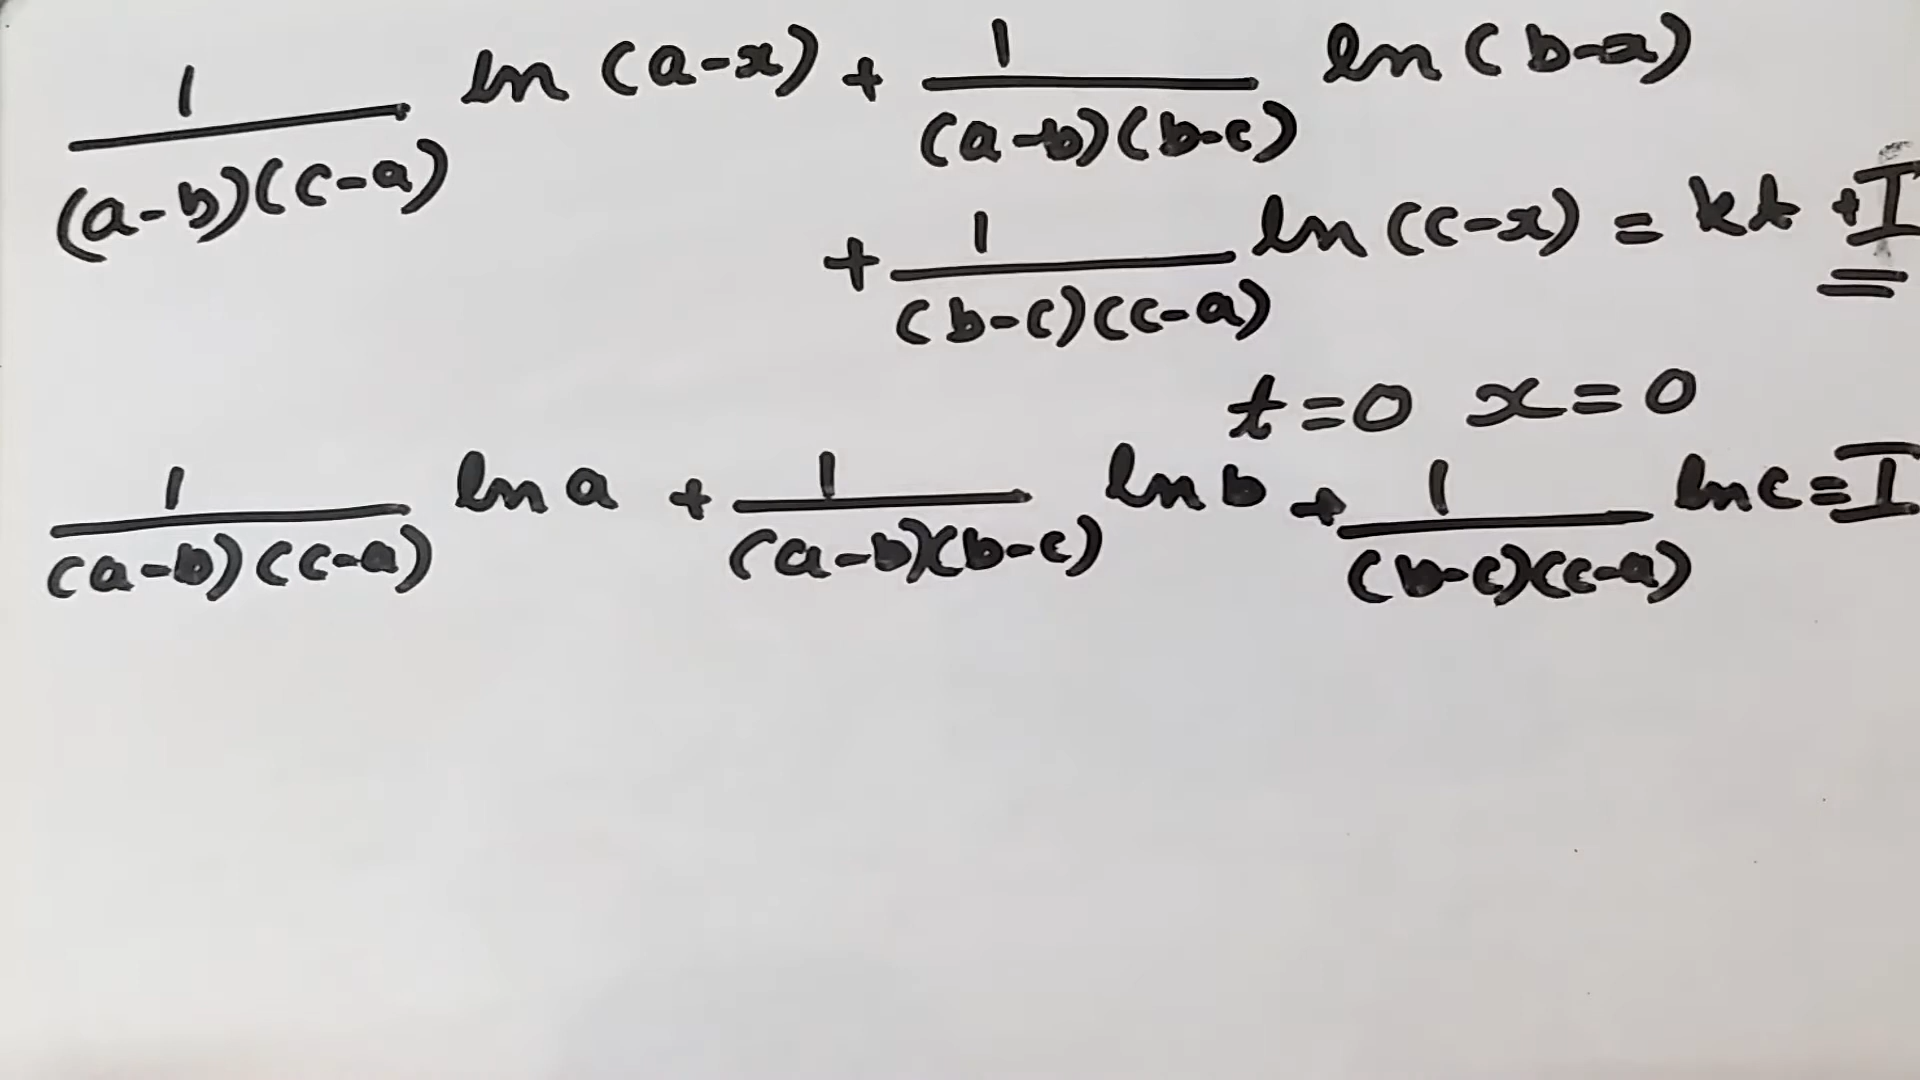 1/((a-b)(c-a)) ln (a-x) + 1/((a-b)(b-c)) ln (b-x)
+ 1/((b-c)(c-a)) ln (c-x) = kt + I
t=0 x=0
1/((a-b)(c-a)) ln a + 1/((a-b)(b-c)) ln b + 1/((b-c)(c-a)) ln c = I